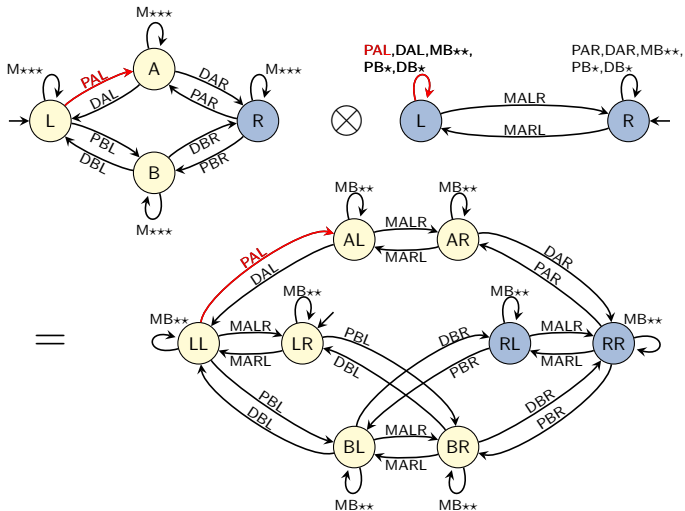 M⋆⋆⋆
PAL,DAL,MB⋆⋆,
PB⋆,DB⋆
PAR,DAR,MB⋆⋆,
PB⋆,DB⋆
M⋆⋆⋆
PAL
A
DAR
M⋆⋆⋆
DAL
PAR
MALR
L
R
⊗
L
R
MARL
PBL
DBR
DBL
B
PBR
M⋆⋆⋆
MB⋆⋆
MB⋆⋆
PAL
AL
MALR
AR
DAR
MARL
DAL
PAR
MB⋆⋆
MB⋆⋆
MB⋆⋆
MB⋆⋆
=
LL
MALR
LR
PBL
DBR
RL
MALR
RR
MARL
DBL
PBR
MARL
PBL
DBR
DBL
PBR
BL
MALR
BR
MARL
MB⋆⋆
MB⋆⋆